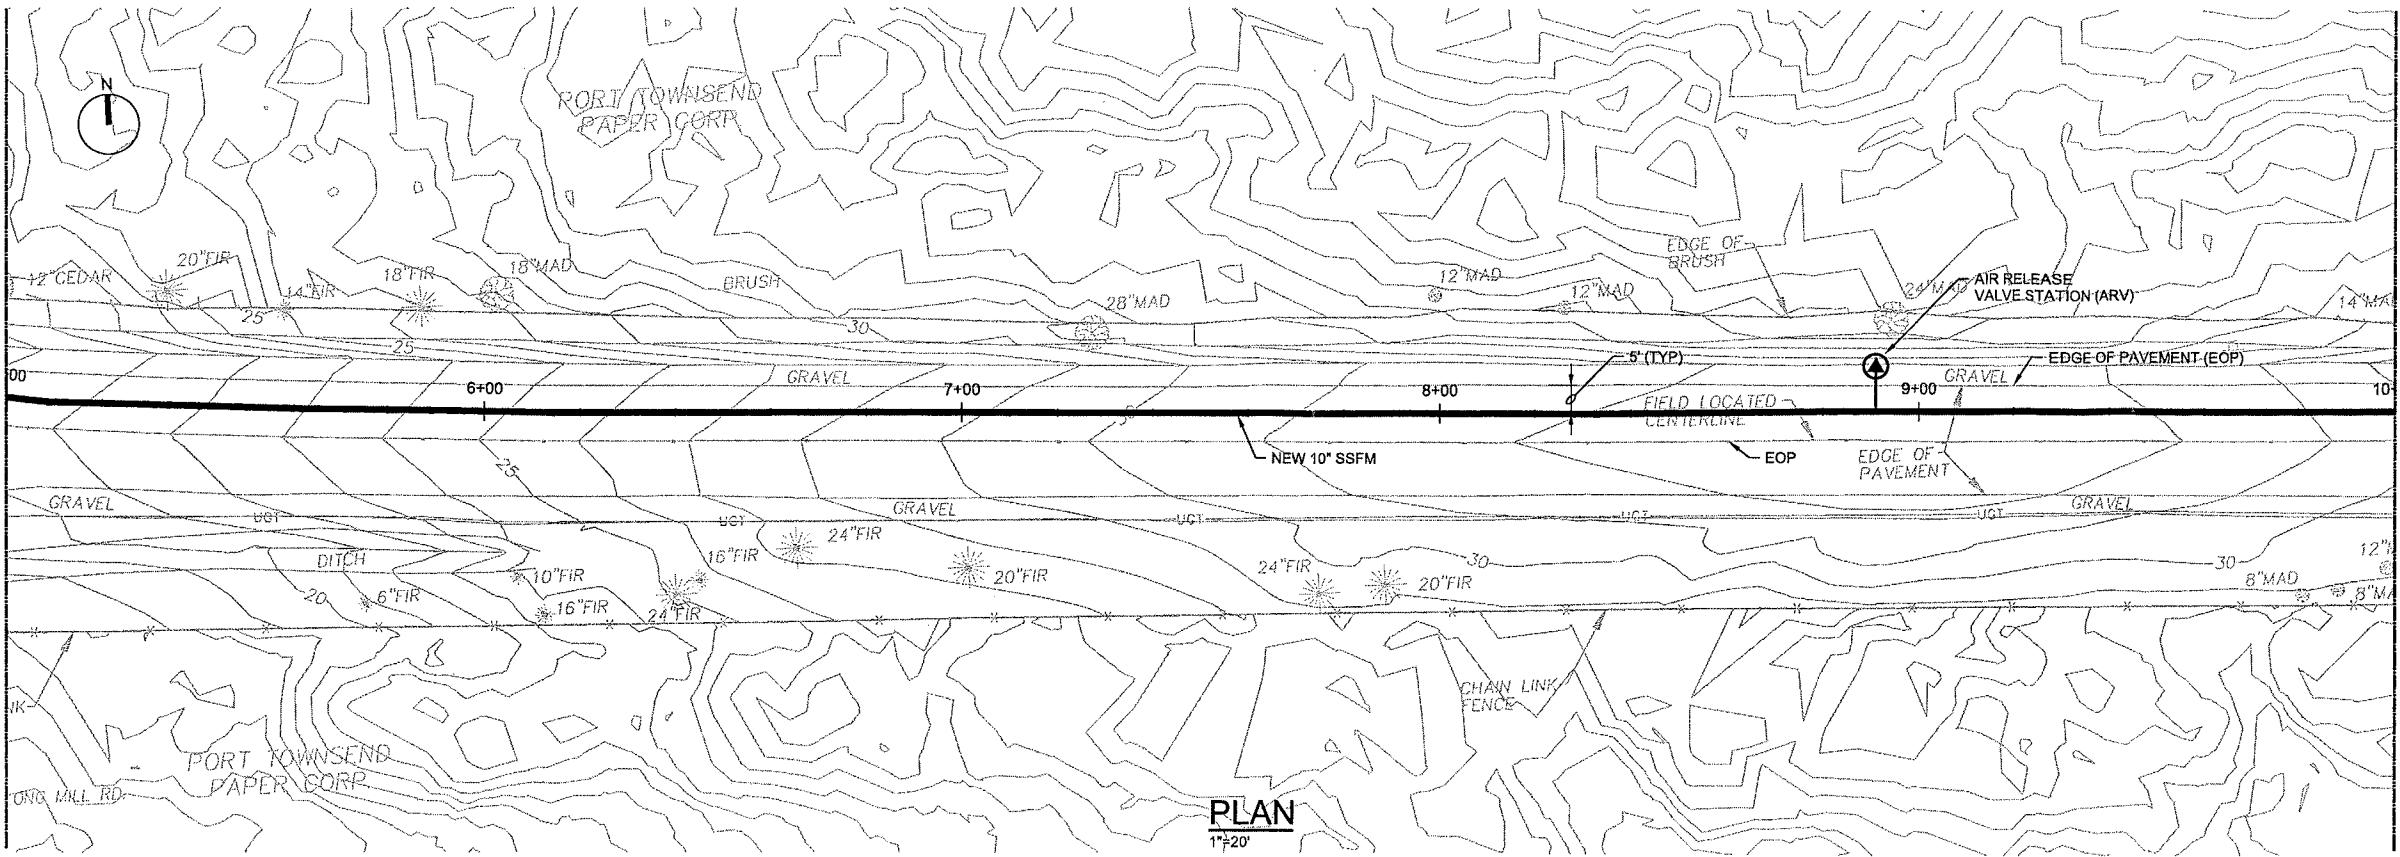 N
PORT TOWNSEND
PAPER CORP.
12"CEDAR
20"FIR
14"FIR
18"FIR
18"MAD
BRUSH
28"MAD
12"MAD
12"MAD
EDGE OF
BRUSH
24"MAD
AIR RELEASE
VALVE STATION (ARV)
25
25
30
00
6+00
GRAVEL
7+00
8+00
5' (TYP)
9+00
GRAVEL
EDGE OF PAVEMENT (EOP)
FIELD LOCATED
CENTERLINE
NEW 10" SSFM
EOP
EDGE OF
PAVEMENT
25
GRAVEL
UGT
UGT
GRAVEL
UGT
UGT
UGT
GRAVEL
DITCH
20
6"FIR
10"FIR
16"FIR
16"FIR
24"FIR
24"FIR
20"FIR
24"FIR
20"FIR
30
30
8"MAD
CHAIN LINK
FENCE
PORT TOWNSEND
PAPER CORP.
ONG MILL RD.
PLAN
1"=20'